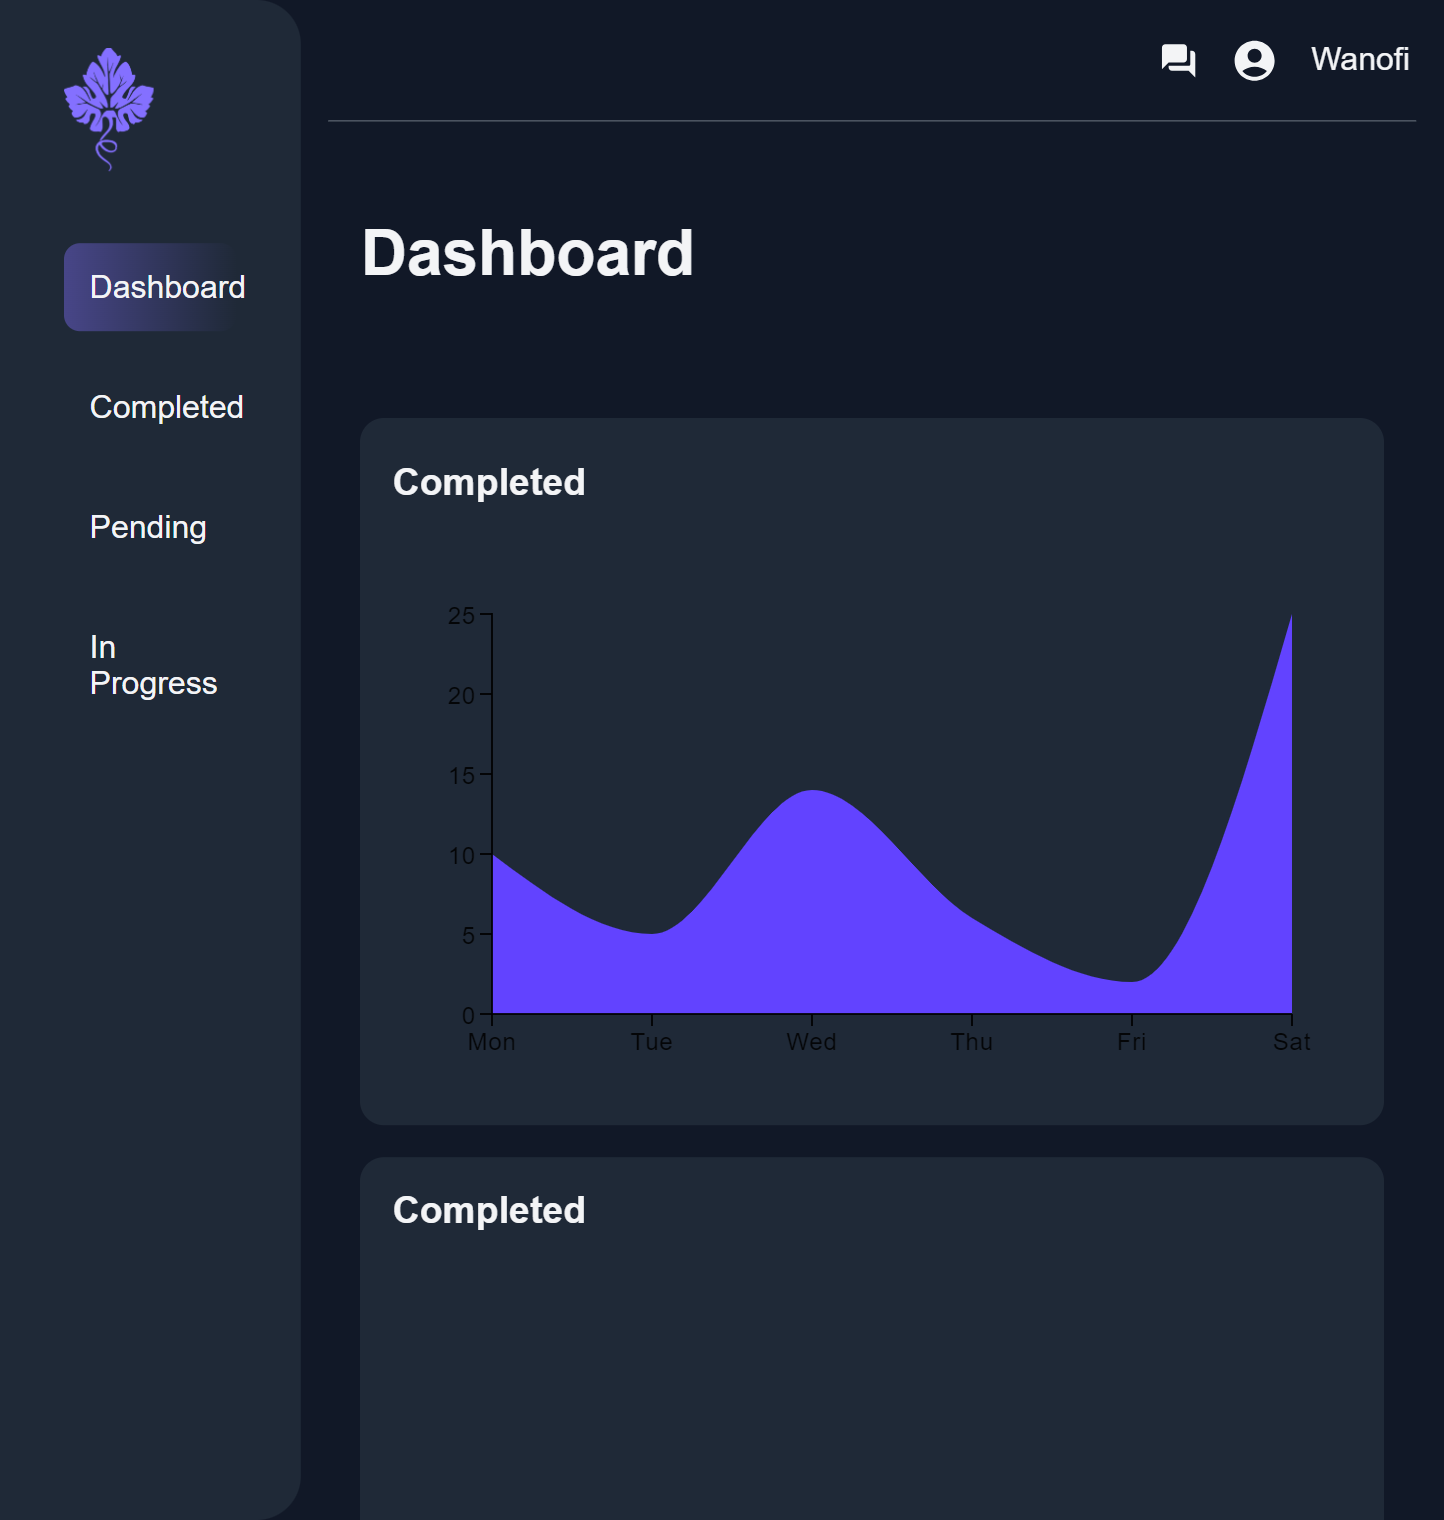 Wanofi
Dashboard
Completed
Pending
In
Progress
Dashboard
Completed
25
20
15
10
5
0
Mon Tue Wed Thu Fri Sat
Completed